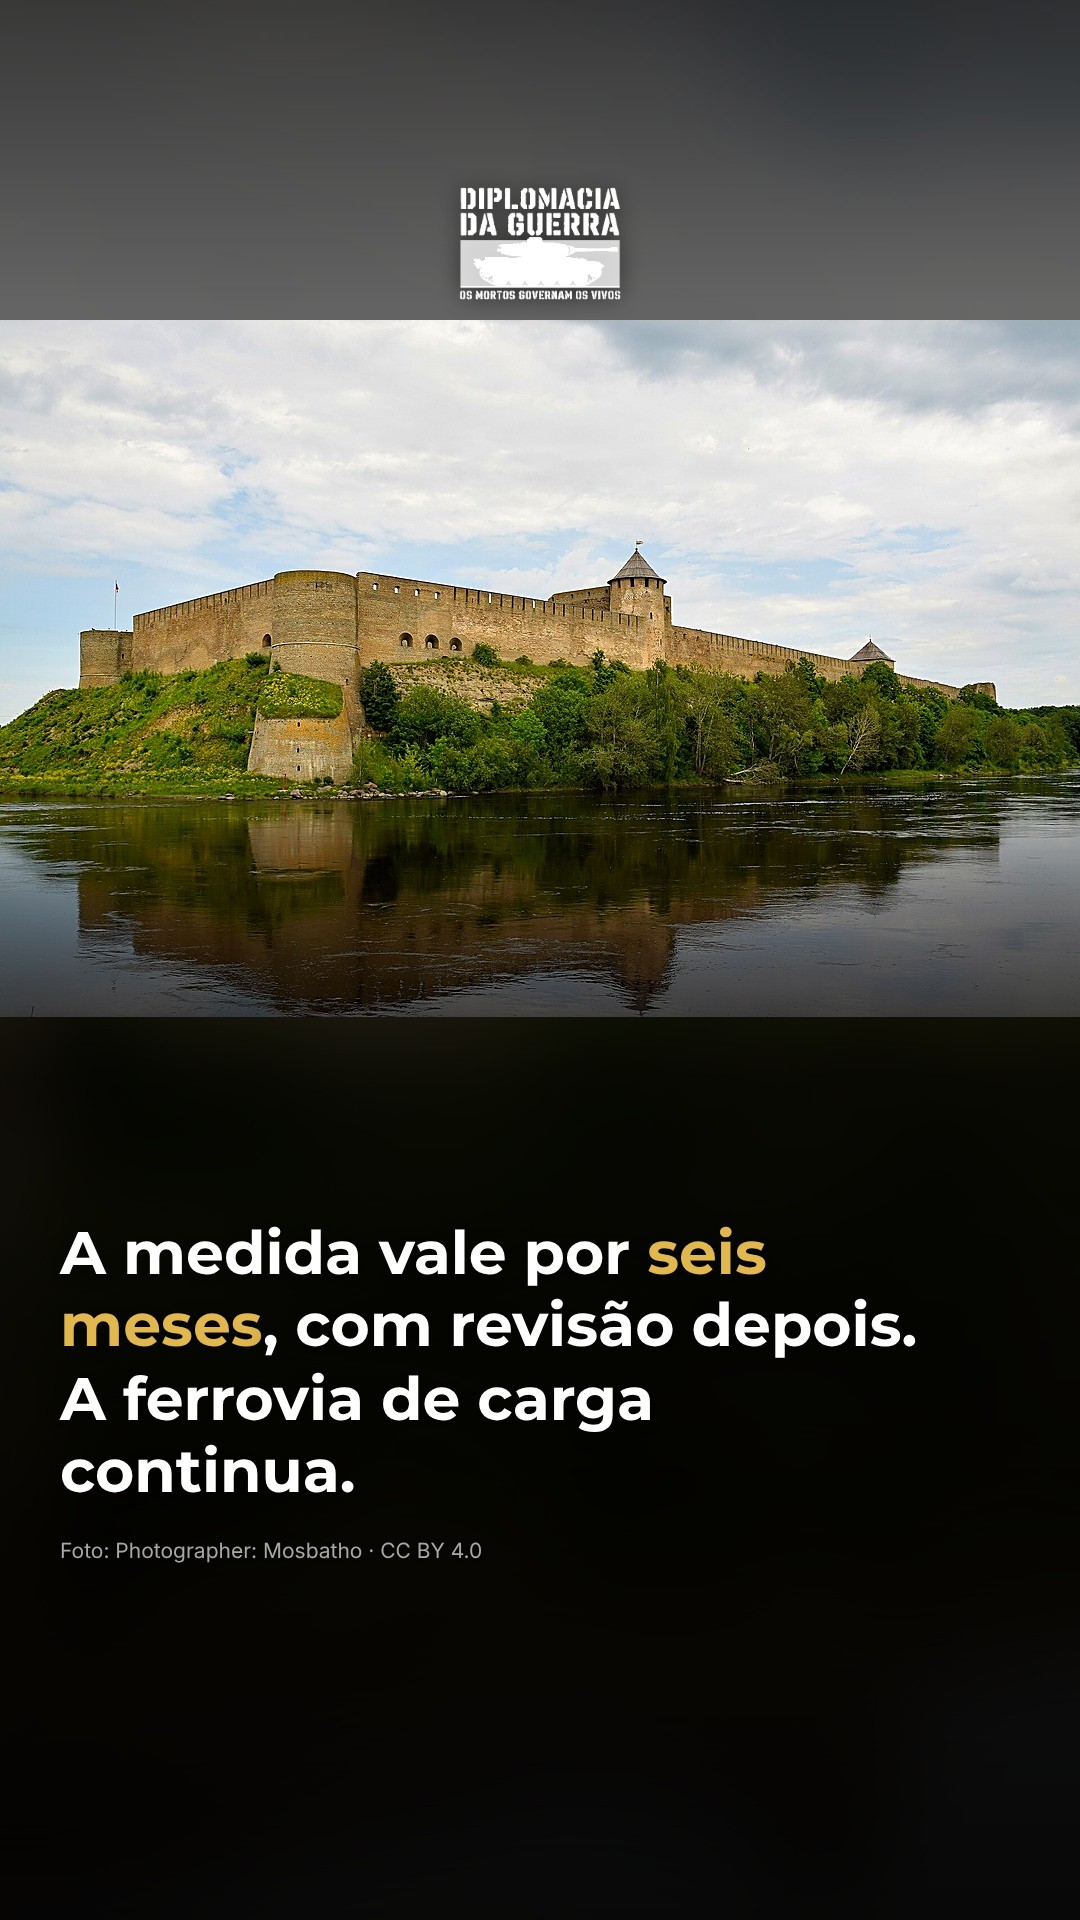 DIPLOMACIA
DA GUERRA
OS MORTOS GOVERNAM OS VIVOS
A medida vale por seis
meses, com revisão depois.
A ferrovia de carga
continua.
Foto: Photographer: Mosbatho · CC BY 4.0